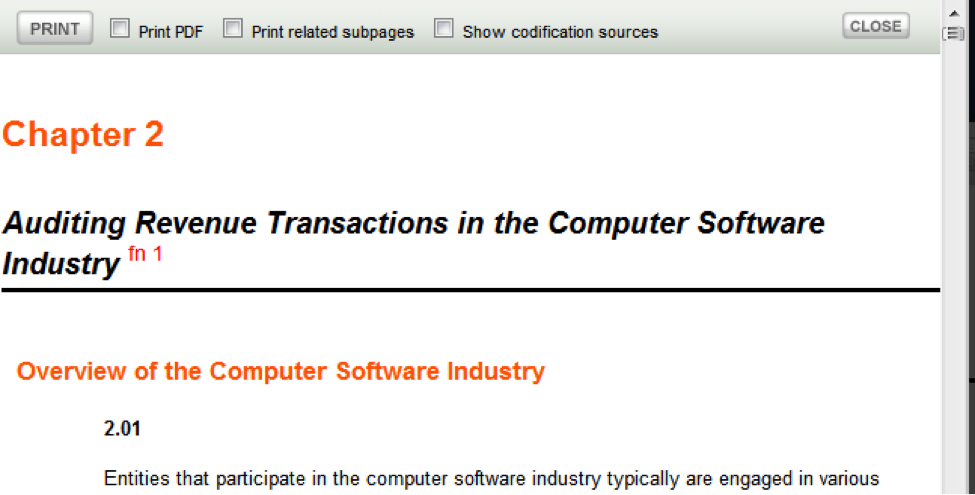 PRINT Print PDF Print related subpages Show codification sources CLOSE
Chapter 2
Auditing Revenue Transactions in the Computer Software
Industry fn 1
Overview of the Computer Software Industry
2.01
Entities that participate in the computer software industry typically are engaged in various